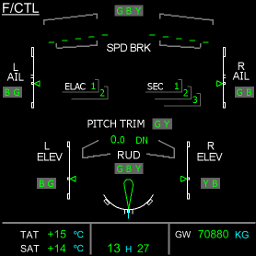 F/CTL
G B Y
SPD BRK
L
AIL
R
AIL
ELAC 1
2
SEC 1
2
3
B G
G B
PITCH TRIM G Y
0.0 DN
L
ELEV
R
ELEV
RUD
G B Y
B G
Y B
TAT +15 °C
SAT +14 °C
13 H 27
GW 70880 KG